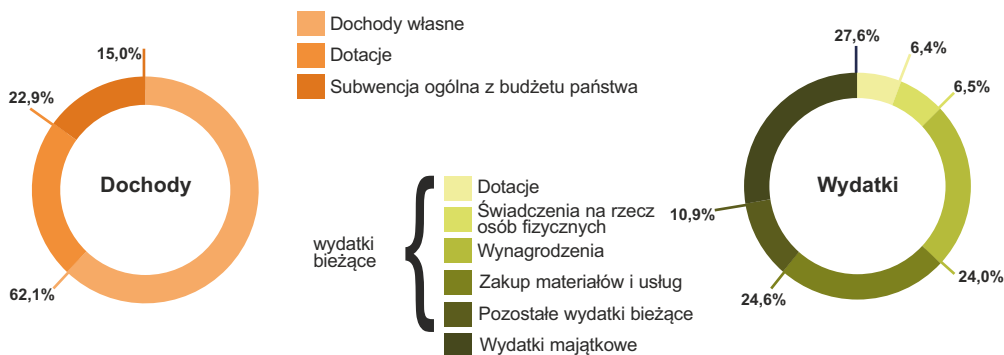 Dochody własne
Dotacje
Subwencja ogólna z budżetu państwa
15,0%
22,9%
62,1%
Dochody
27,6%
6,4%
6,5%
24,0%
24,6%
10,9%
Wydatki
wydatki
bieżące
Dotacje
Świadczenia na rzecz
osób fizycznych
Wynagrodzenia
Zakup materiałów i usług
Pozostałe wydatki bieżące
Wydatki majątkowe